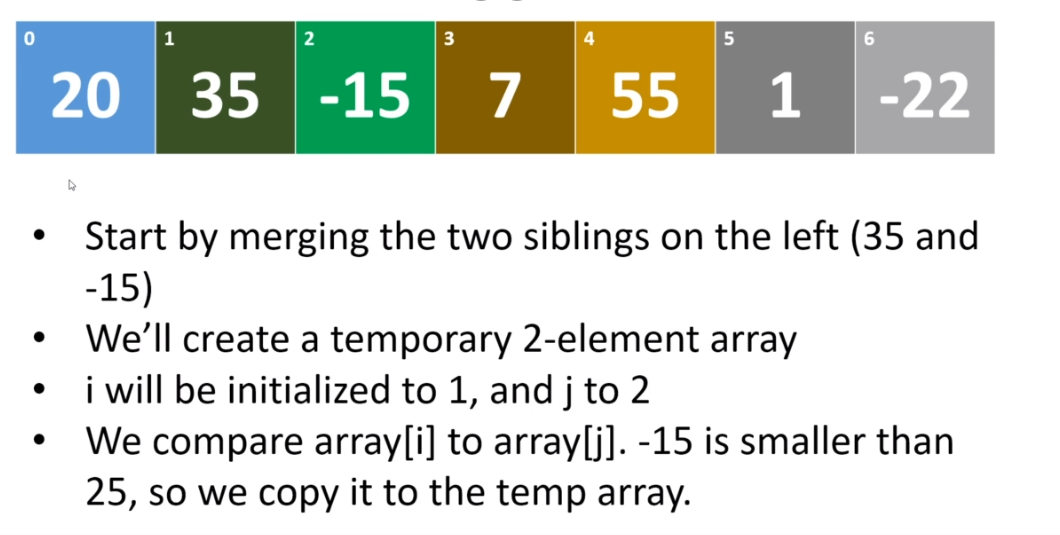 0 1 2 3 4 5 6
20 35 -15 7 55 1 -22
• Start by merging the two siblings on the left (35 and
-15)
• We'll create a temporary 2-element array
• i will be initialized to 1, and j to 2
• We compare array[i] to array[j]. -15 is smaller than
25, so we copy it to the temp array.